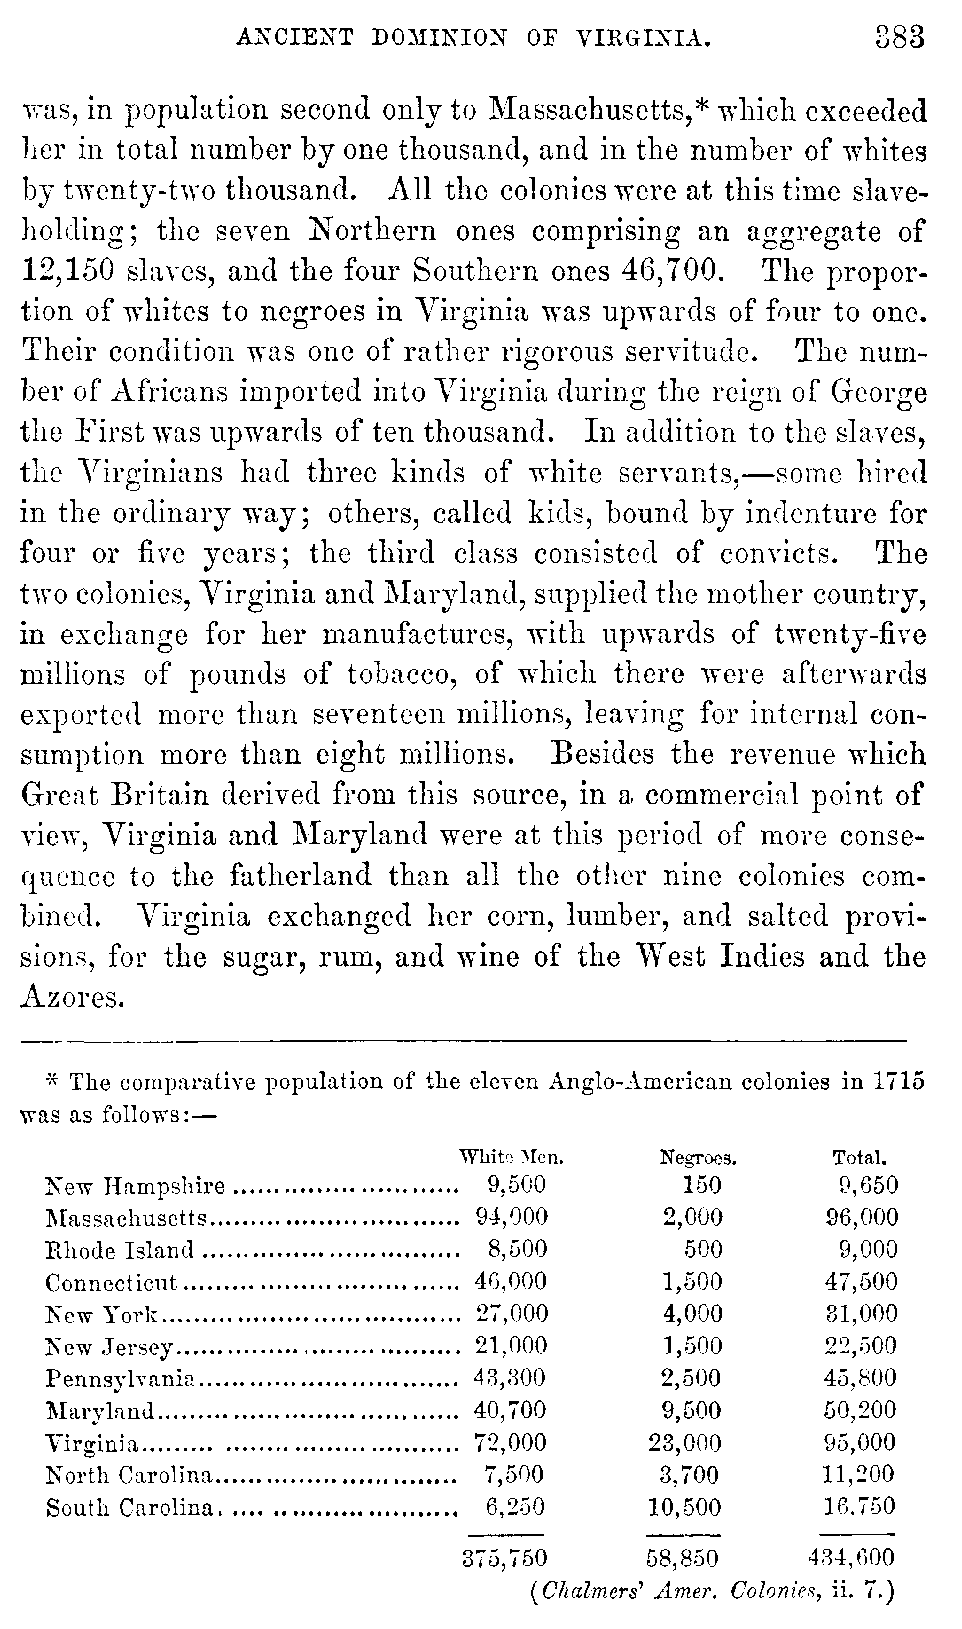 ANCIENT DOMINION OF VIRGINIA. 383
was, in population second only to Massachusetts,* which exceeded
her in total number by one thousand, and in the number of whites
by twenty-two thousand. All the colonies were at this time slave-
holding; the seven Northern ones comprising an aggregate of
12,150 slaves, and the four Southern ones 46,700. The propor-
tion of whites to negroes in Virginia was upwards of four to one.
Their condition was one of rather rigorous servitude. The num-
ber of Africans imported into Virginia during the reign of George
the First was upwards of ten thousand. In addition to the slaves,
the Virginians had three kinds of white servants,—some hired
in the ordinary way; others, called kids, bound by indenture for
four or five years; the third class consisted of convicts. The
two colonies, Virginia and Maryland, supplied the mother country,
in exchange for her manufactures, with upwards of twenty-five
millions of pounds of tobacco, of which there were afterwards
exported more than seventeen millions, leaving for internal con-
sumption more than eight millions. Besides the revenue which
Great Britain derived from this source, in a commercial point of
view, Virginia and Maryland were at this period of more conse-
quence to the fatherland than all the other nine colonies com-
bined. Virginia exchanged her corn, lumber, and salted provi-
sions, for the sugar, rum, and wine of the West Indies and the
Azores.
* The comparative population of the eleven Anglo-American colonies in 1715
was as follows:—
White Men. Negroes. Total.
New Hampshire ........................... 9,500 150 9,650
Massachusetts.............................. 94,000 2,000 96,000
Rhode Island ............................... 8,500 500 9,000
Connecticut................................. 46,000 1,500 47,500
New York.................................... 27,000 4,000 31,000
New Jersey.................................. 21,000 1,500 22,500
Pennsylvania............................... 43,300 2,500 45,800
Maryland.................................... 40,700 9,500 50,200
Virginia......... ............................ 72,000 23,000 95,000
North Carolina............................. 7,500 3,700 11,200
South Carolina. .... ....................... 6,250 10,500 16.750
375,750 58,850 434,600
(Chalmers' Amer. Colonies, ii. 7.)